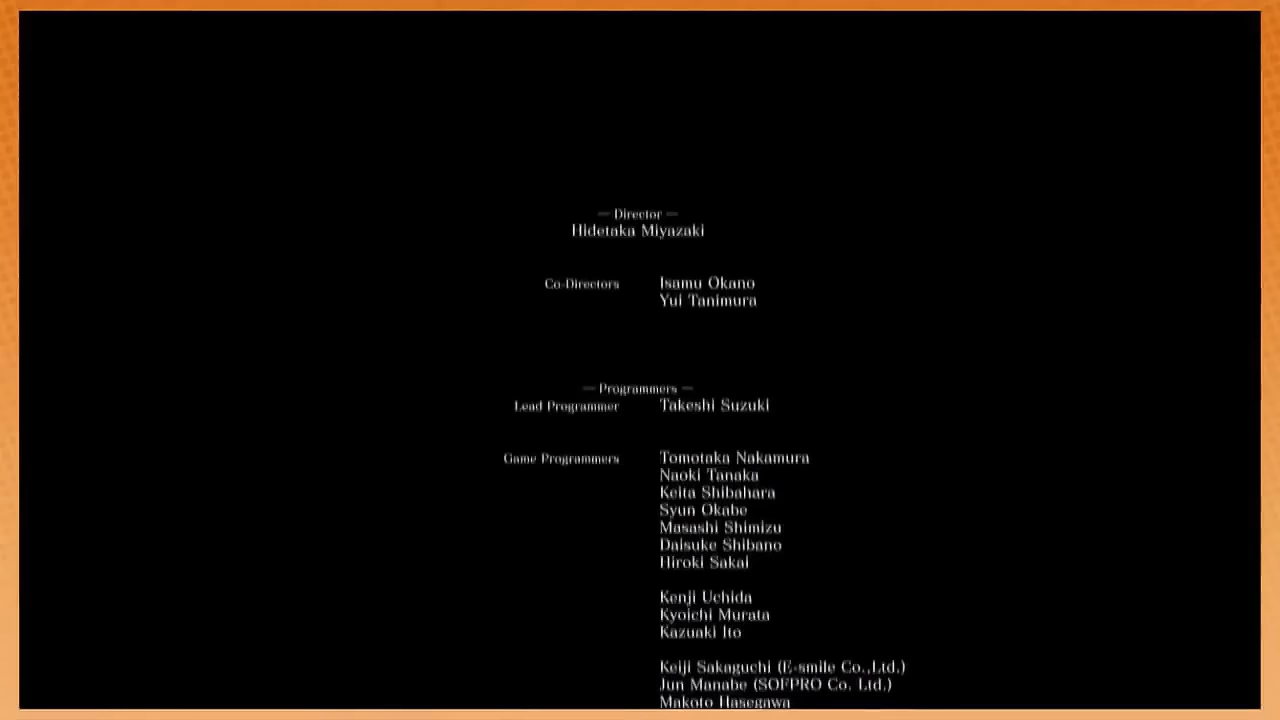 — Director —
Hidetaka Miyazaki
Co-Directors Isamu Okano
Yui Tanimura
— Programmers —
Lead Programmer Takeshi Suzuki
Game Programmers Tomotaka Nakamura
Naoki Tanaka
Keita Shibahara
Syun Okabe
Masashi Shimizu
Daisuke Shibano
Hiroki Sakai
Kenji Uchida
Kyoichi Murata
Kazuaki Ito
Keiji Sakaguchi (E-smile Co.,Ltd.)
Jun Manabe (SOFPRO Co. Ltd.)
Makoto Hasegawa